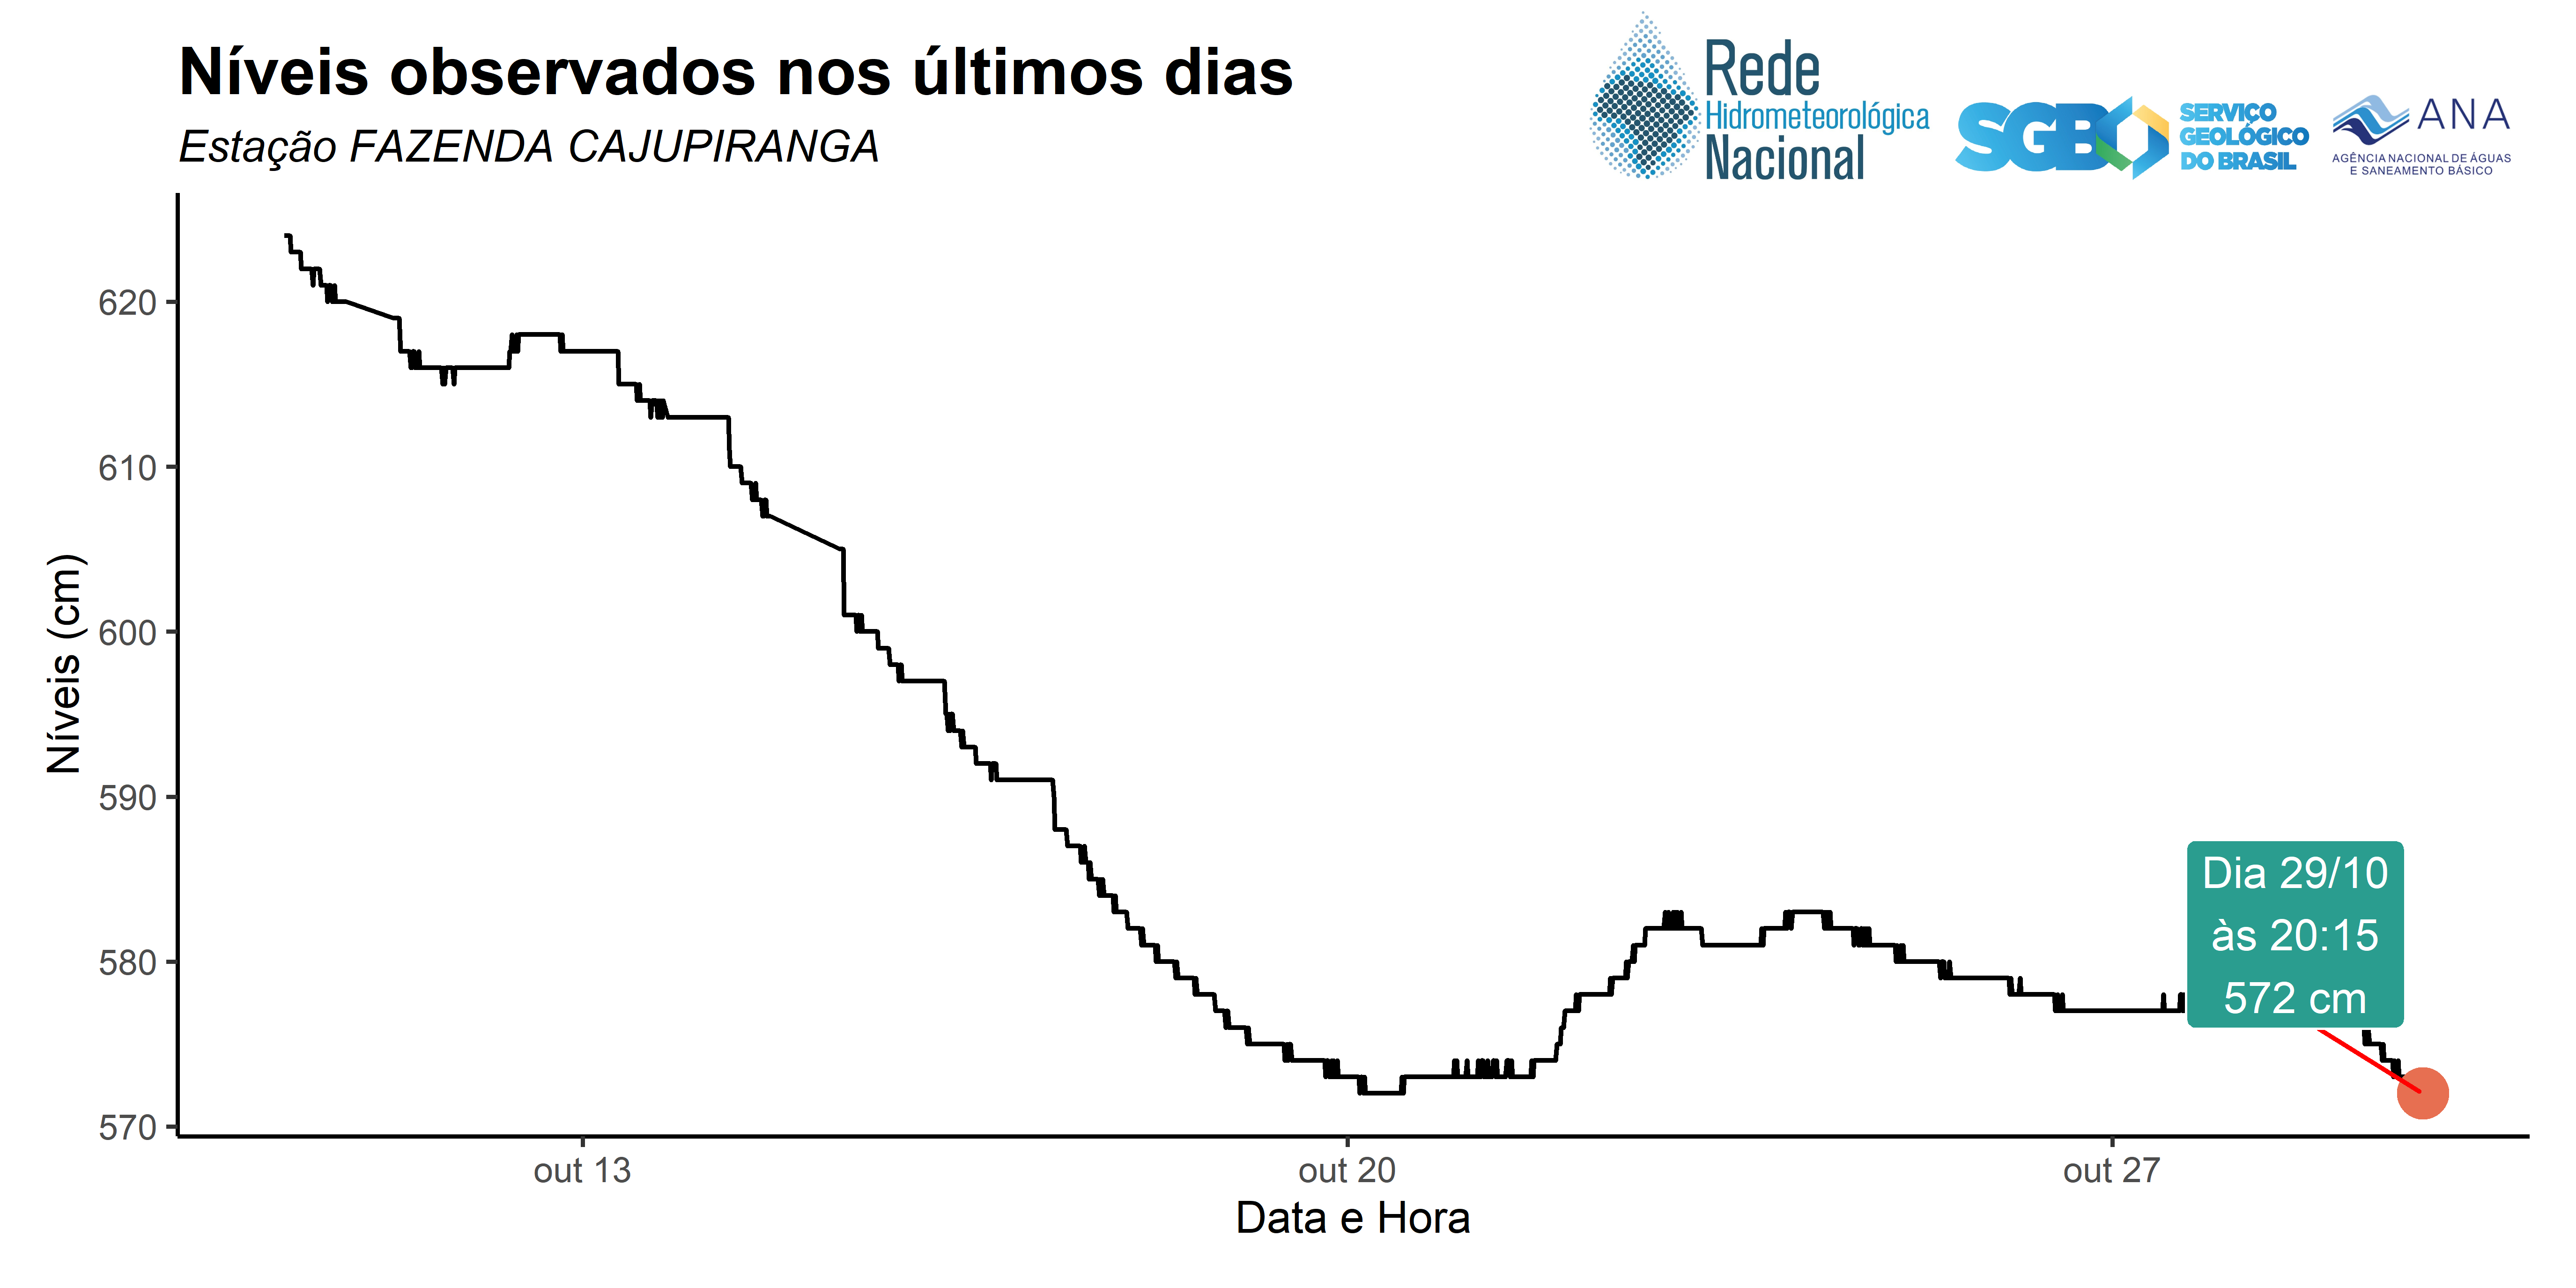 Níveis observados nos últimos dias
Estação FAZENDA CAJUPIRANGA
Rede
Hidrometeorológica
Nacional
SGB
SERVIÇO
GEOLÓGICO
DO BRASIL
ANA
AGÊNCIA NACIONAL DE ÁGUAS
E SANEAMENTO BÁSICO
Níveis (cm)
620
610
600
590
580
570
Dia 29/10
às 20:15
572 cm
out 13
out 20
out 27
Data e Hora